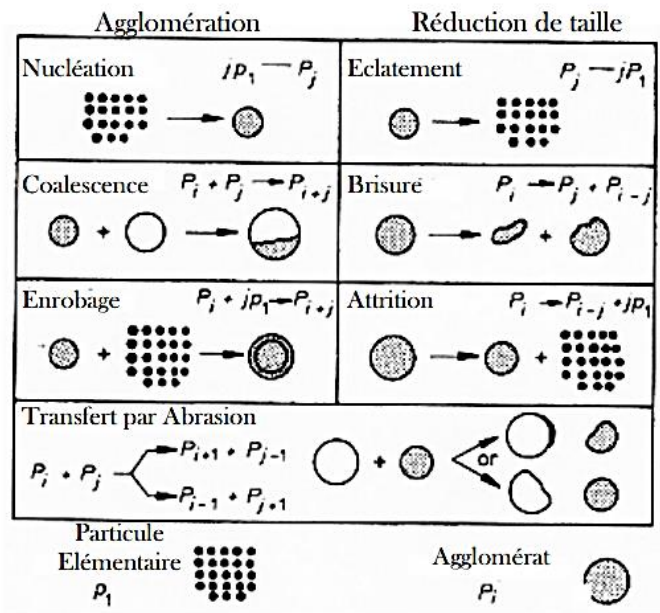 Agglomération
Réduction de taille
Nucléation jp₁ — Pⱼ
Eclatement Pⱼ — jP₁
Coalescence Pᵢ + Pⱼ → Pᵢ₊ⱼ
Brisure Pᵢ → Pⱼ + Pᵢ₋ⱼ
Enrobage Pᵢ + jp₁ → Pᵢ₊ⱼ
Attrition Pᵢ → Pᵢ₋ⱼ + jp₁
Transfert par Abrasion
Pᵢ + Pⱼ
Pᵢ₊₁ + Pⱼ₋₁
Pᵢ₋₁ + Pⱼ₊₁
+
or
Particule
Elémentaire
p₁
Agglomérat
Pᵢ